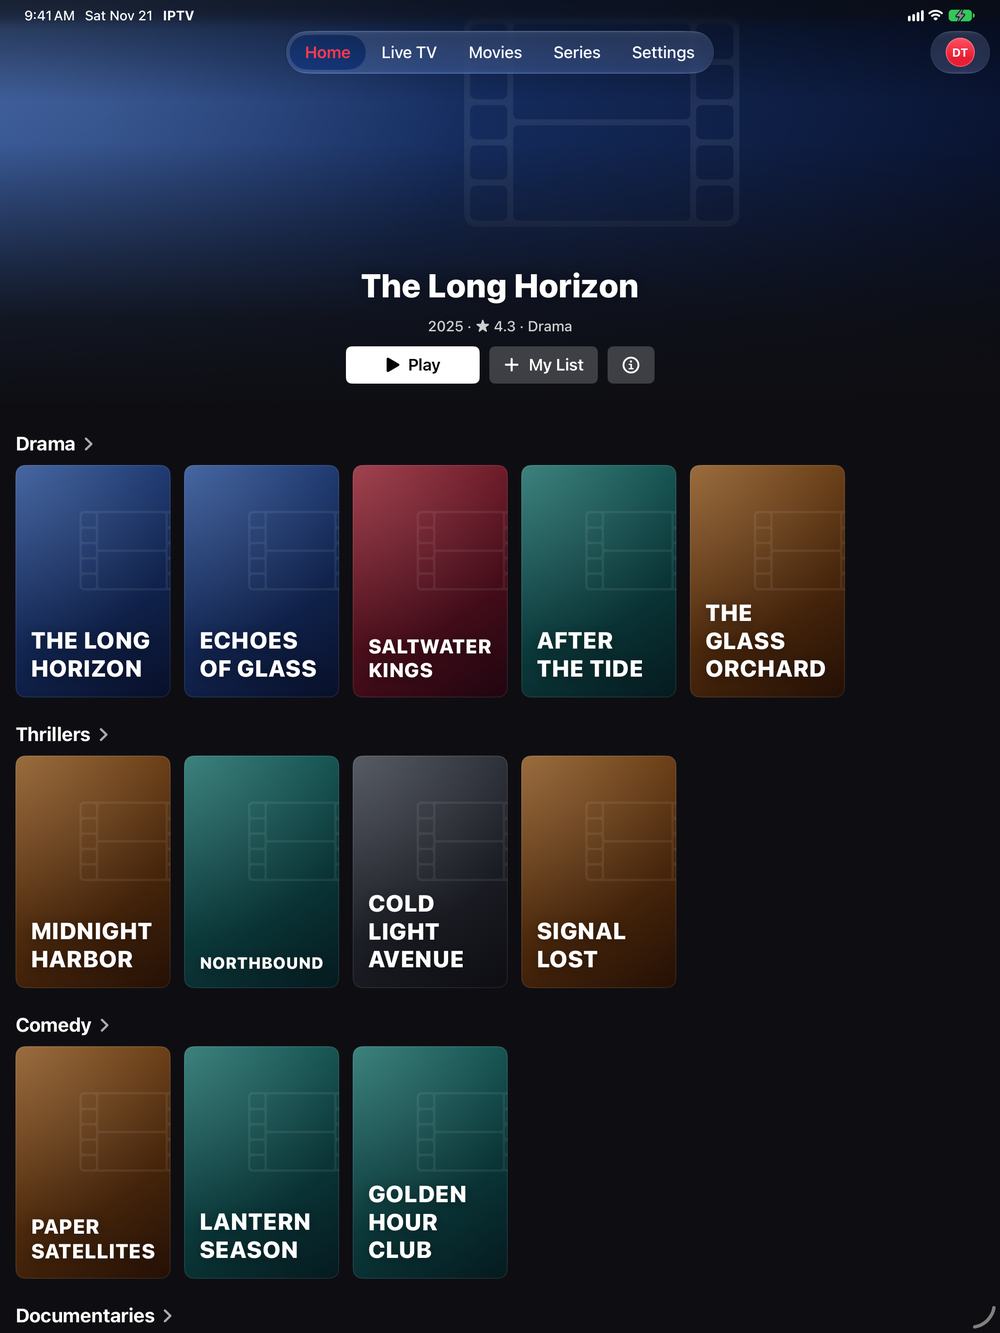 9:41 AM Sat Nov 21 IPTV
Home Live TV Movies Series Settings
DT
The Long Horizon
2025 · ★ 4.3 · Drama
Play
+ My List
Drama
THE LONG
HORIZON
ECHOES
OF GLASS
SALTWATER
KINGS
AFTER
THE TIDE
THE
GLASS
ORCHARD
Thrillers
MIDNIGHT
HARBOR
NORTHBOUND
COLD
LIGHT
AVENUE
SIGNAL
LOST
Comedy
PAPER
SATELLITES
LANTERN
SEASON
GOLDEN
HOUR
CLUB
Documentaries